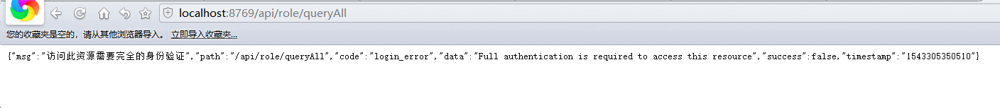 localhost:8769/api/role/queryAll
您的收藏夹是空的，请从其他浏览器导入。 立即导入收藏夹...
{"msg":"访问此资源需要完全的身份验证","path":"/api/role/queryAll","code":"login_error","data":"Full authentication is required to access this resource","success":false,"timestamp":"1543305350510"}